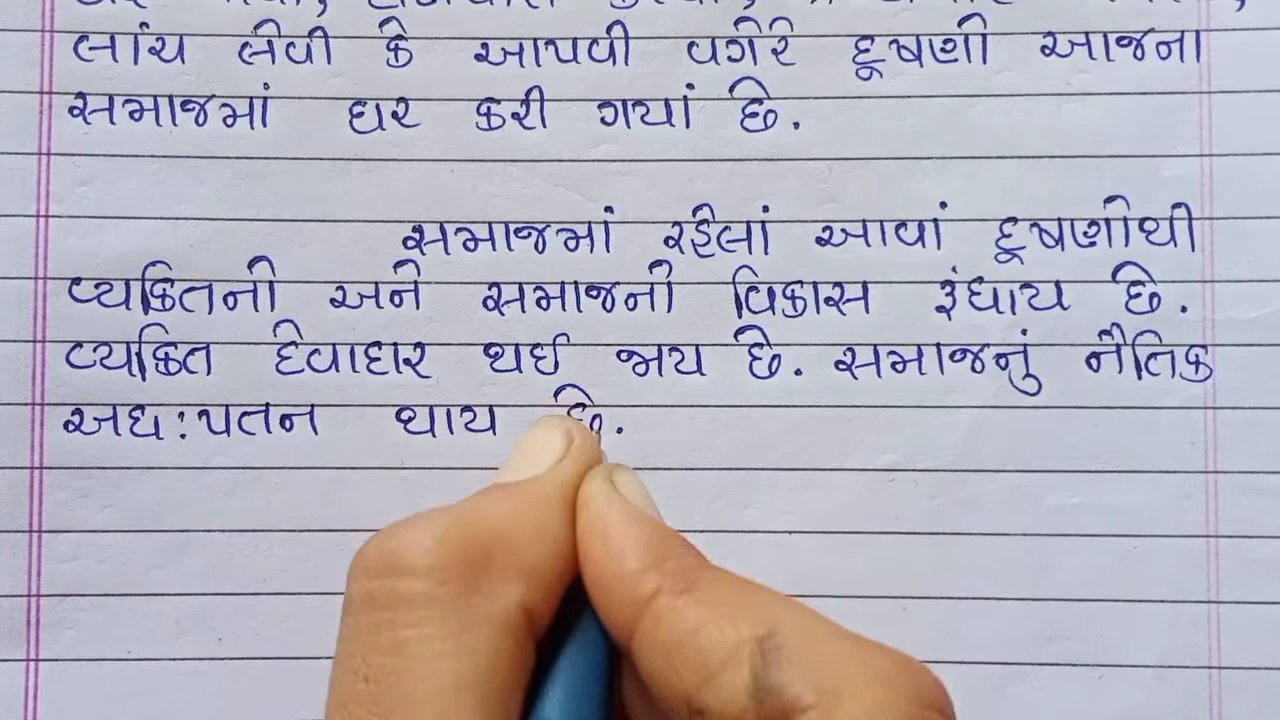 લાંચ લેવી કે આપવી વગેરે દૂષણો આજના
સમાજમાં ઘર કરી ગયાં છે.
સમાજમાં રહેલાં આવાં દૂષણોથી
વ્યક્તિનો અને સમાજનો વિકાસ રૂંધાય છે.
વ્યક્તિ દેવાદાર થઈ જાય છે. સમાજનું નૈતિક
અધ:પતન થાય છે.